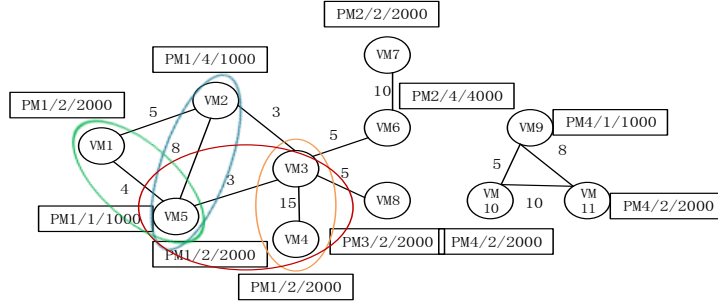 PM2/2/2000
VM7
PM1/4/1000
10
PM2/4/4000
PM1/2/2000
VM2
5
3
VM6
VM9
PM4/1/1000
VM1
8
5
5
8
VM3
4
3
5
VM5
15
VM8
VM
10
10
VM
11
PM1/1/1000
PM4/2/2000
VM4
PM1/2/2000
PM3/2/2000
PM4/2/2000
PM1/2/2000